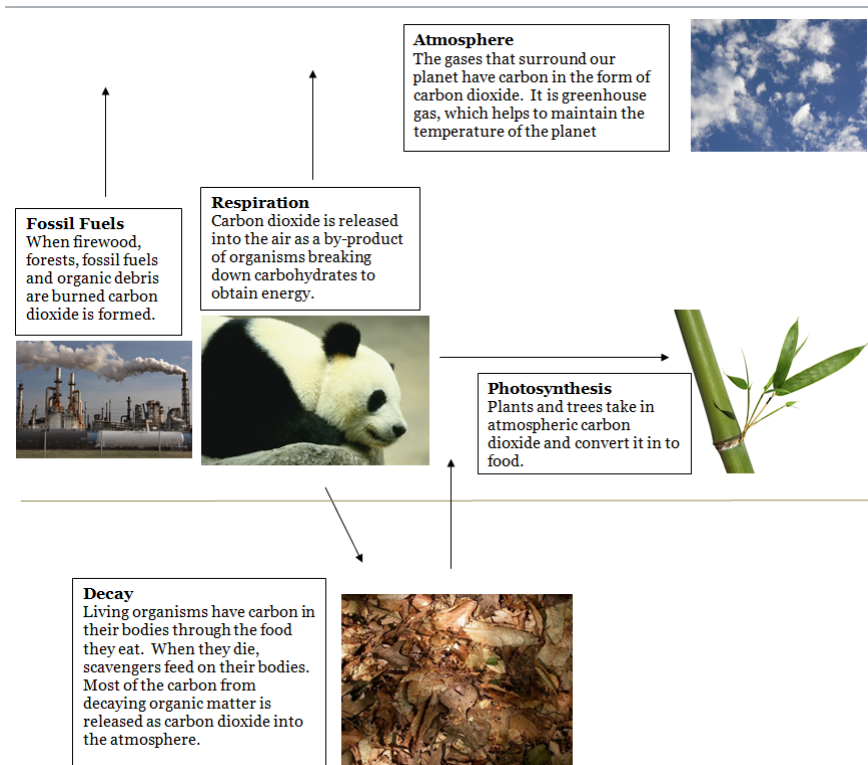 Atmosphere
The gases that surround our
planet have carbon in the form of
carbon dioxide. It is greenhouse
gas, which helps to maintain the
temperature of the planet
Fossil Fuels
When firewood,
forests, fossil fuels
and organic debris
are burned carbon
dioxide is formed.
Respiration
Carbon dioxide is released
into the air as a by-product
of organisms breaking
down carbohydrates to
obtain energy.
Photosynthesis
Plants and trees take in
atmospheric carbon
dioxide and convert it in to
food.
Decay
Living organisms have carbon in
their bodies through the food
they eat. When they die,
scavengers feed on their bodies.
Most of the carbon from
decaying organic matter is
released as carbon dioxide into
the atmosphere.